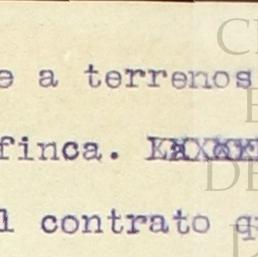 e a terrenos
finca.
l contrato q